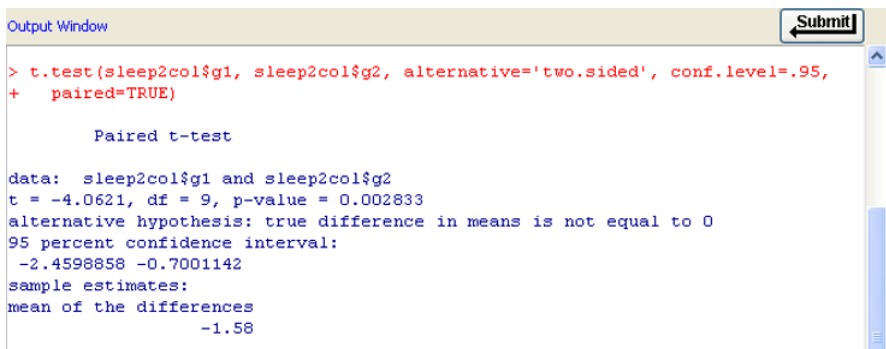 Output Window
Submit
> t.test(sleep2col$g1, sleep2col$g2, alternative='two.sided', conf.level=.95,
+   paired=TRUE)
Paired t-test
data:  sleep2col$g1 and sleep2col$g2
t = -4.0621, df = 9, p-value = 0.002833
alternative hypothesis: true difference in means is not equal to 0
95 percent confidence interval:
-2.4598858 -0.7001142
sample estimates:
mean of the differences
-1.58